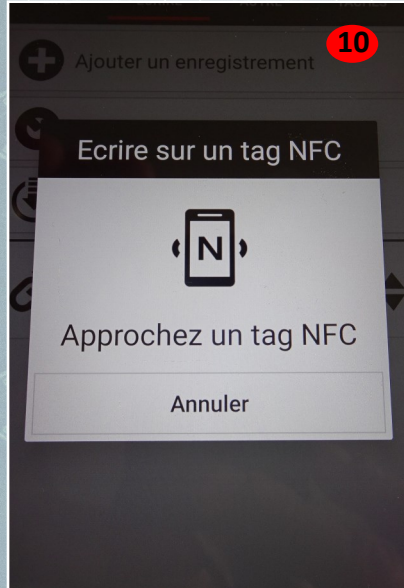 10
Ajouter un enregistrement
Ecrire sur un tag NFC
N
Approchez un tag NFC
Annuler